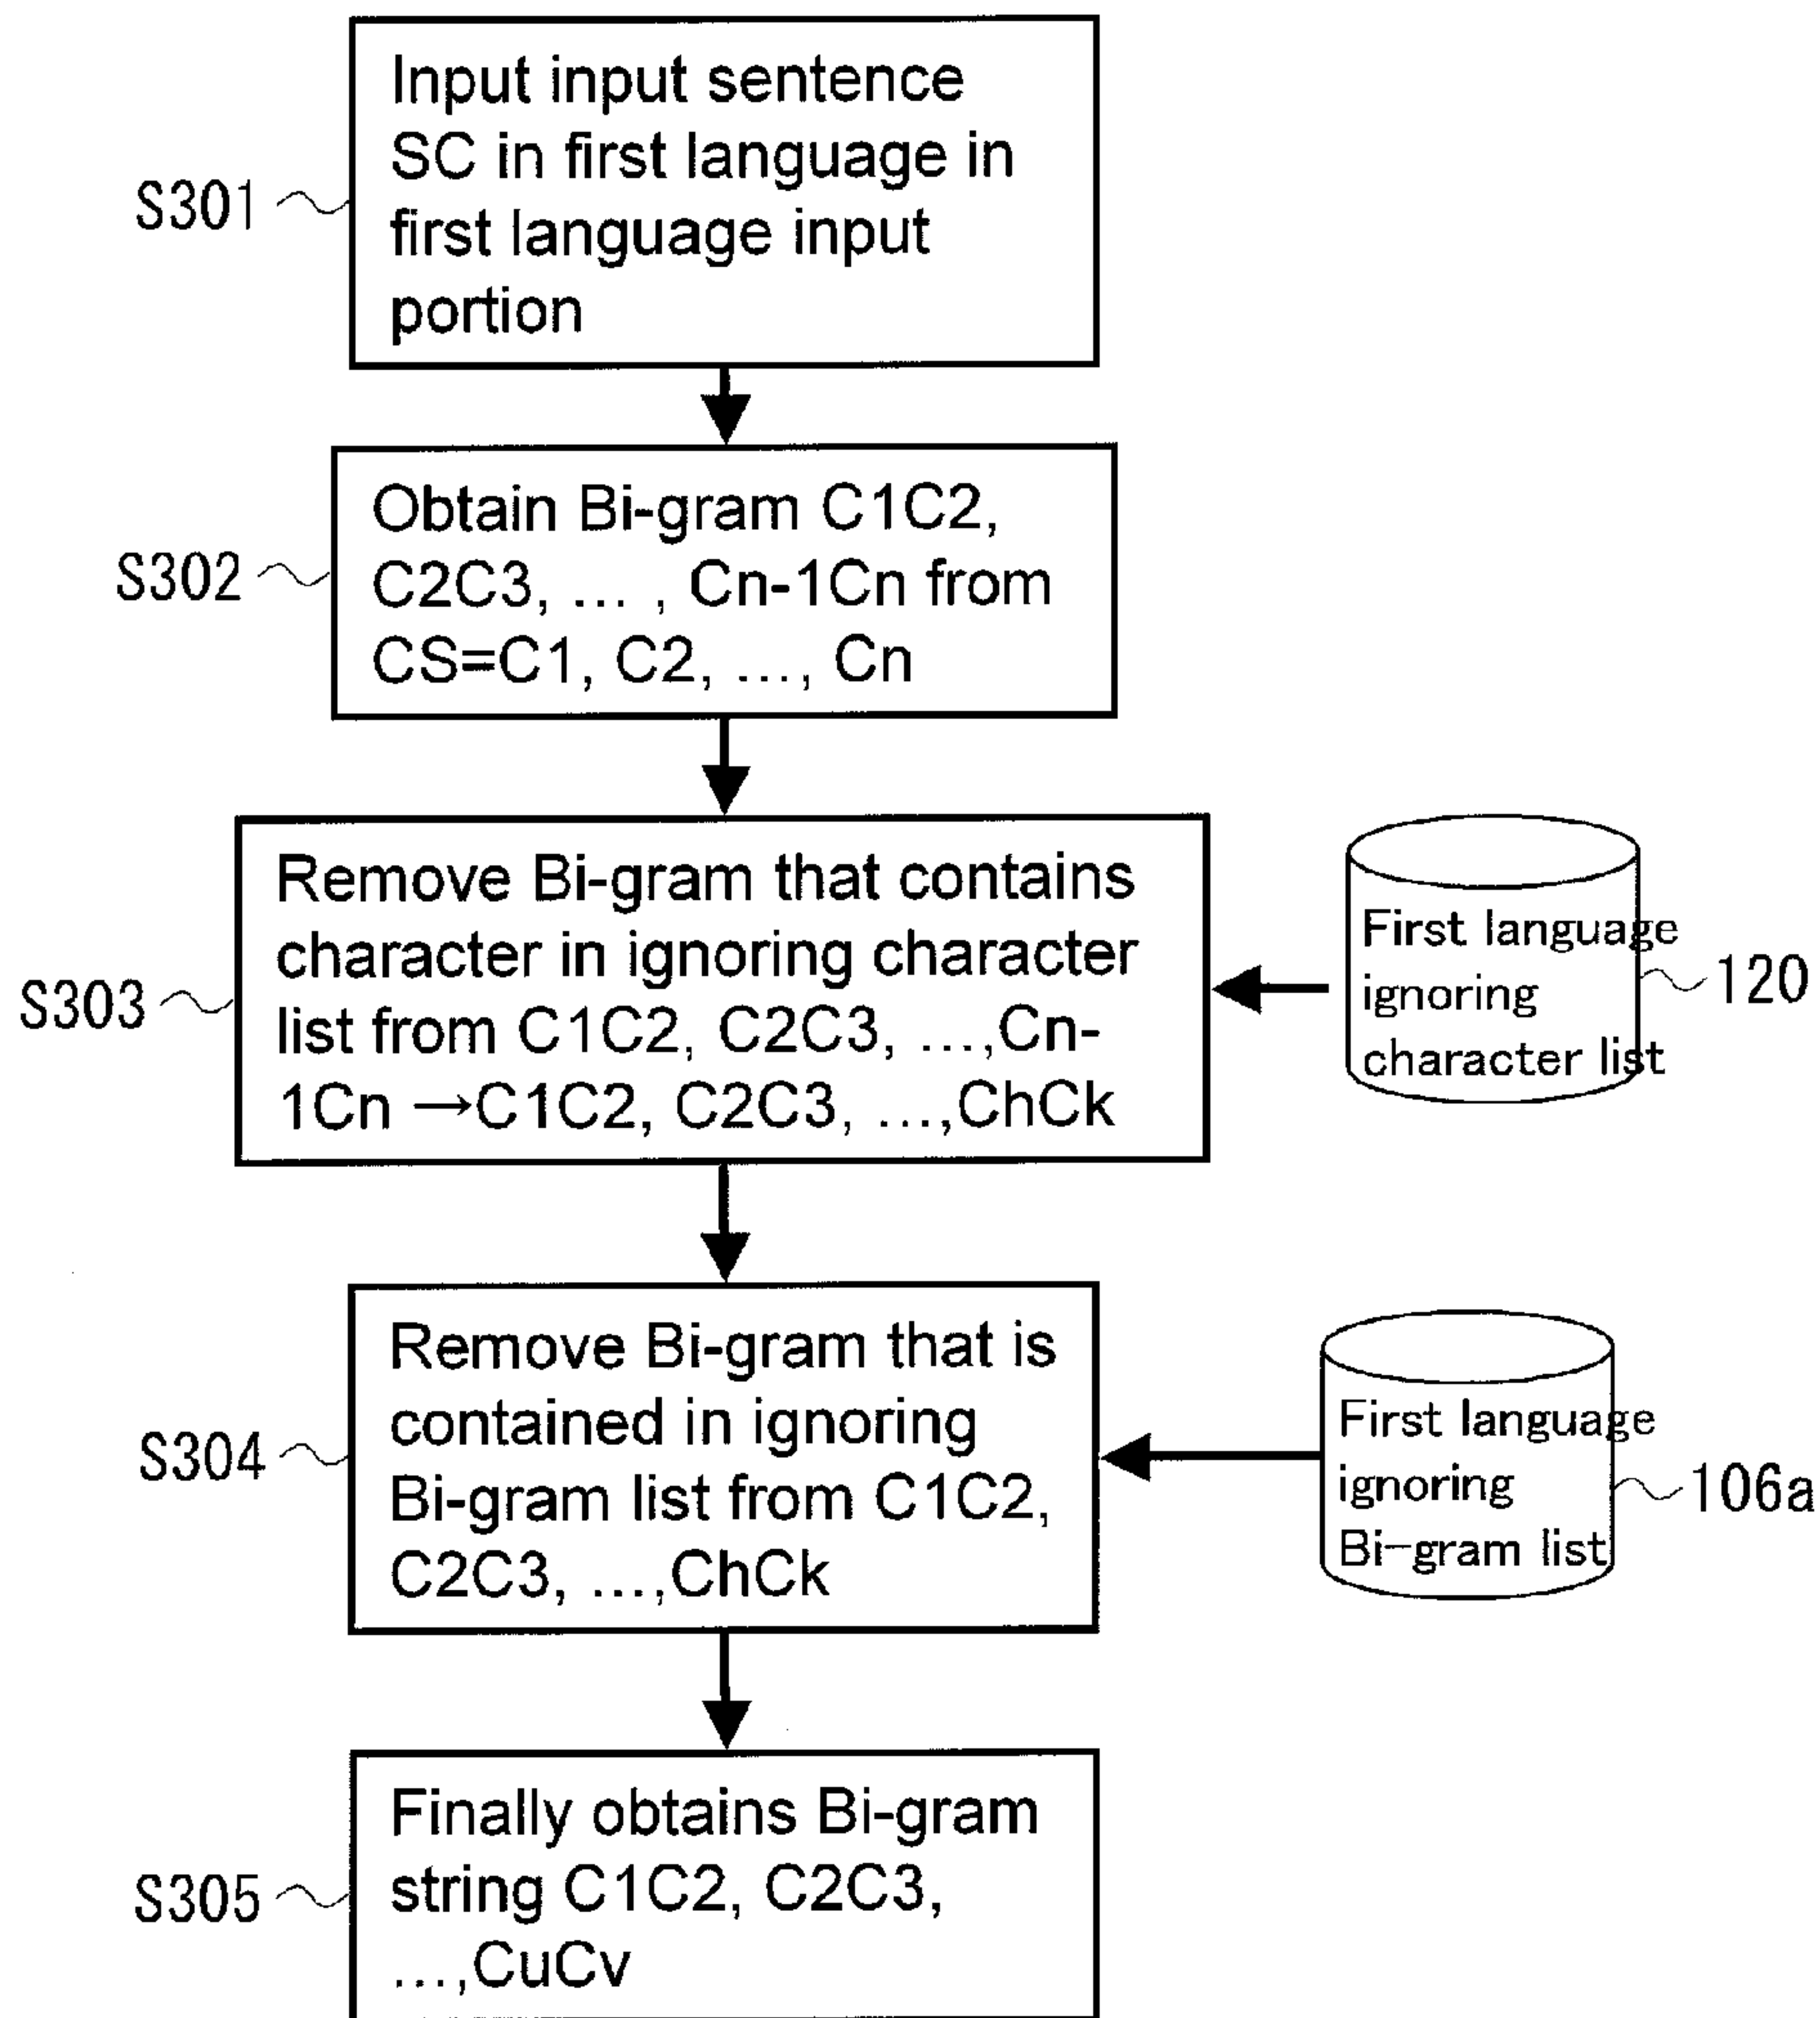 Input input sentence
SC in first language in
first language input
portion
S301
Obtain Bi-gram C1C2,
C2C3, ... , Cn-1Cn from
CS=C1, C2, ..., Cn
S302
Remove Bi-gram that contains
character in ignoring character
list from C1C2, C2C3, ...,Cn-
1Cn →C1C2, C2C3, ...,ChCk
S303
First language
ignoring
character list
120
Remove Bi-gram that is
contained in ignoring
Bi-gram list from C1C2,
C2C3, ...,ChCk
S304
First language
ignoring
Bi-gram list
106a
Finally obtains Bi-gram
string C1C2, C2C3,
...,CuCv
S305